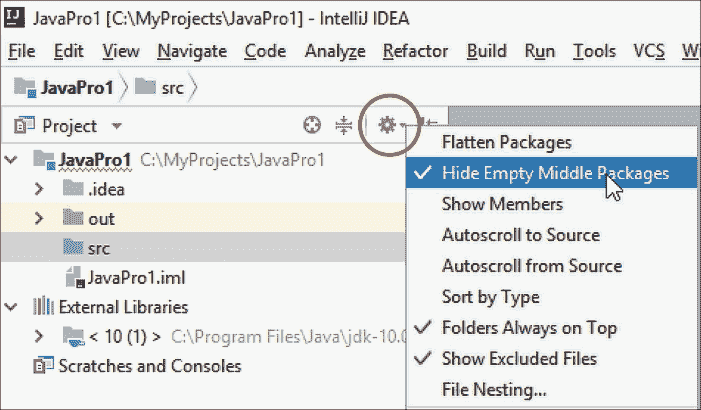 IJ JavaPro1 [C:\MyProjects\JavaPro1] - IntelliJ IDEA
File Edit View Navigate Code Analyze Refactor Build Run Tools VCS
JavaPro1 src
Project
JavaPro1 C:\MyProjects\JavaPro1
.idea
out
src
JavaPro1.iml
External Libraries
< 10 (1) > C:\Program Files\Java\jdk-10.0
Scratches and Consoles
Flatten Packages
Hide Empty Middle Packages
Show Members
Autoscroll to Source
Autoscroll from Source
Sort by Type
Folders Always on Top
Show Excluded Files
File Nesting...